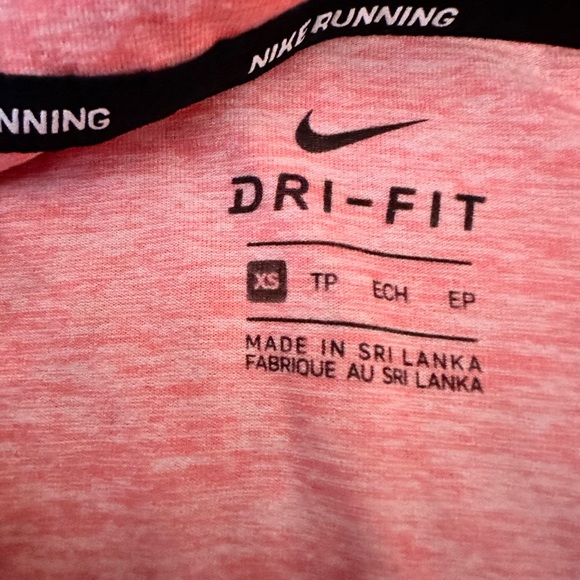 NIKE RUNNING
NNING
DRI-FIT
XS TP ECH EP
MADE IN SRI LANKA
FABRIQUE AU SRI LANKA